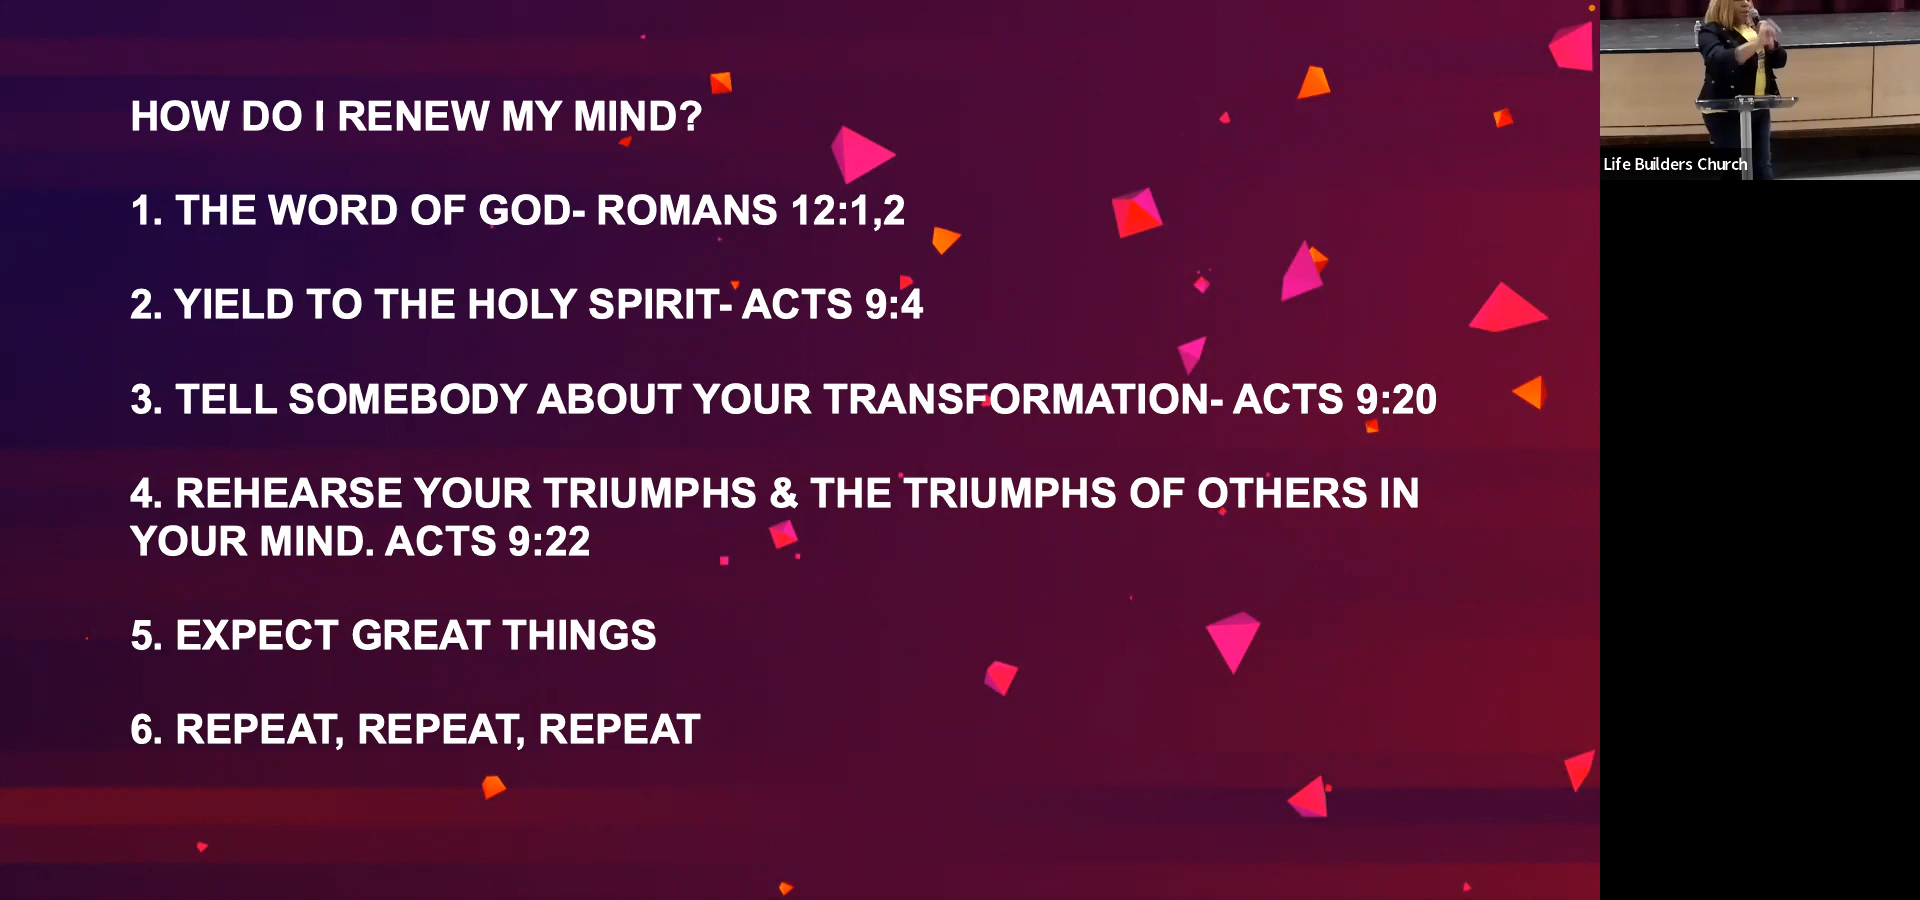 HOW DO I RENEW MY MIND?
1. THE WORD OF GOD- ROMANS 12:1,2
2. YIELD TO THE HOLY SPIRIT- ACTS 9:4
3. TELL SOMEBODY ABOUT YOUR TRANSFORMATION- ACTS 9:20
4. REHEARSE YOUR TRIUMPHS & THE TRIUMPHS OF OTHERS IN
YOUR MIND. ACTS 9:22
5. EXPECT GREAT THINGS
6. REPEAT, REPEAT, REPEAT
Life Builders Church